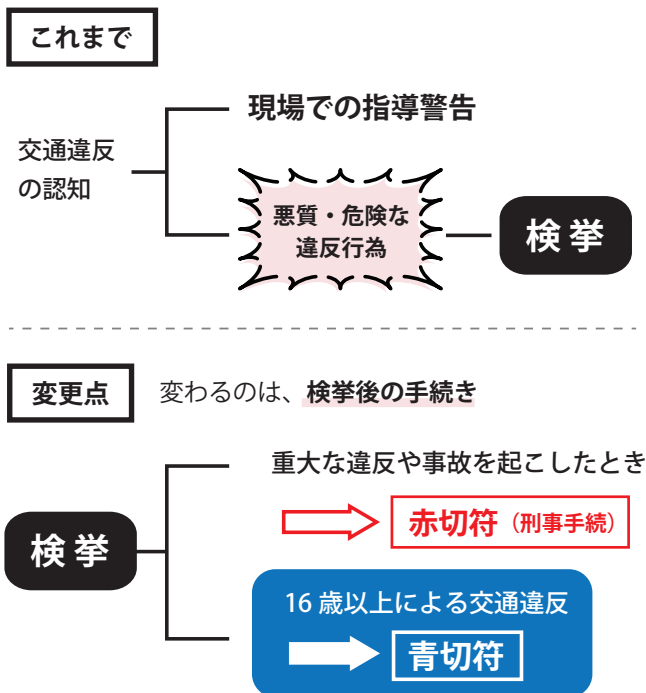 これまで
現場での指導警告
交通違反
の認知
悪質・危険な
違反行為
検挙
変更点
変わるのは、検挙後の手続き
重大な違反や事故を起こしたとき
赤切符（刑事手続）
検挙
16歳以上による交通違反
青切符